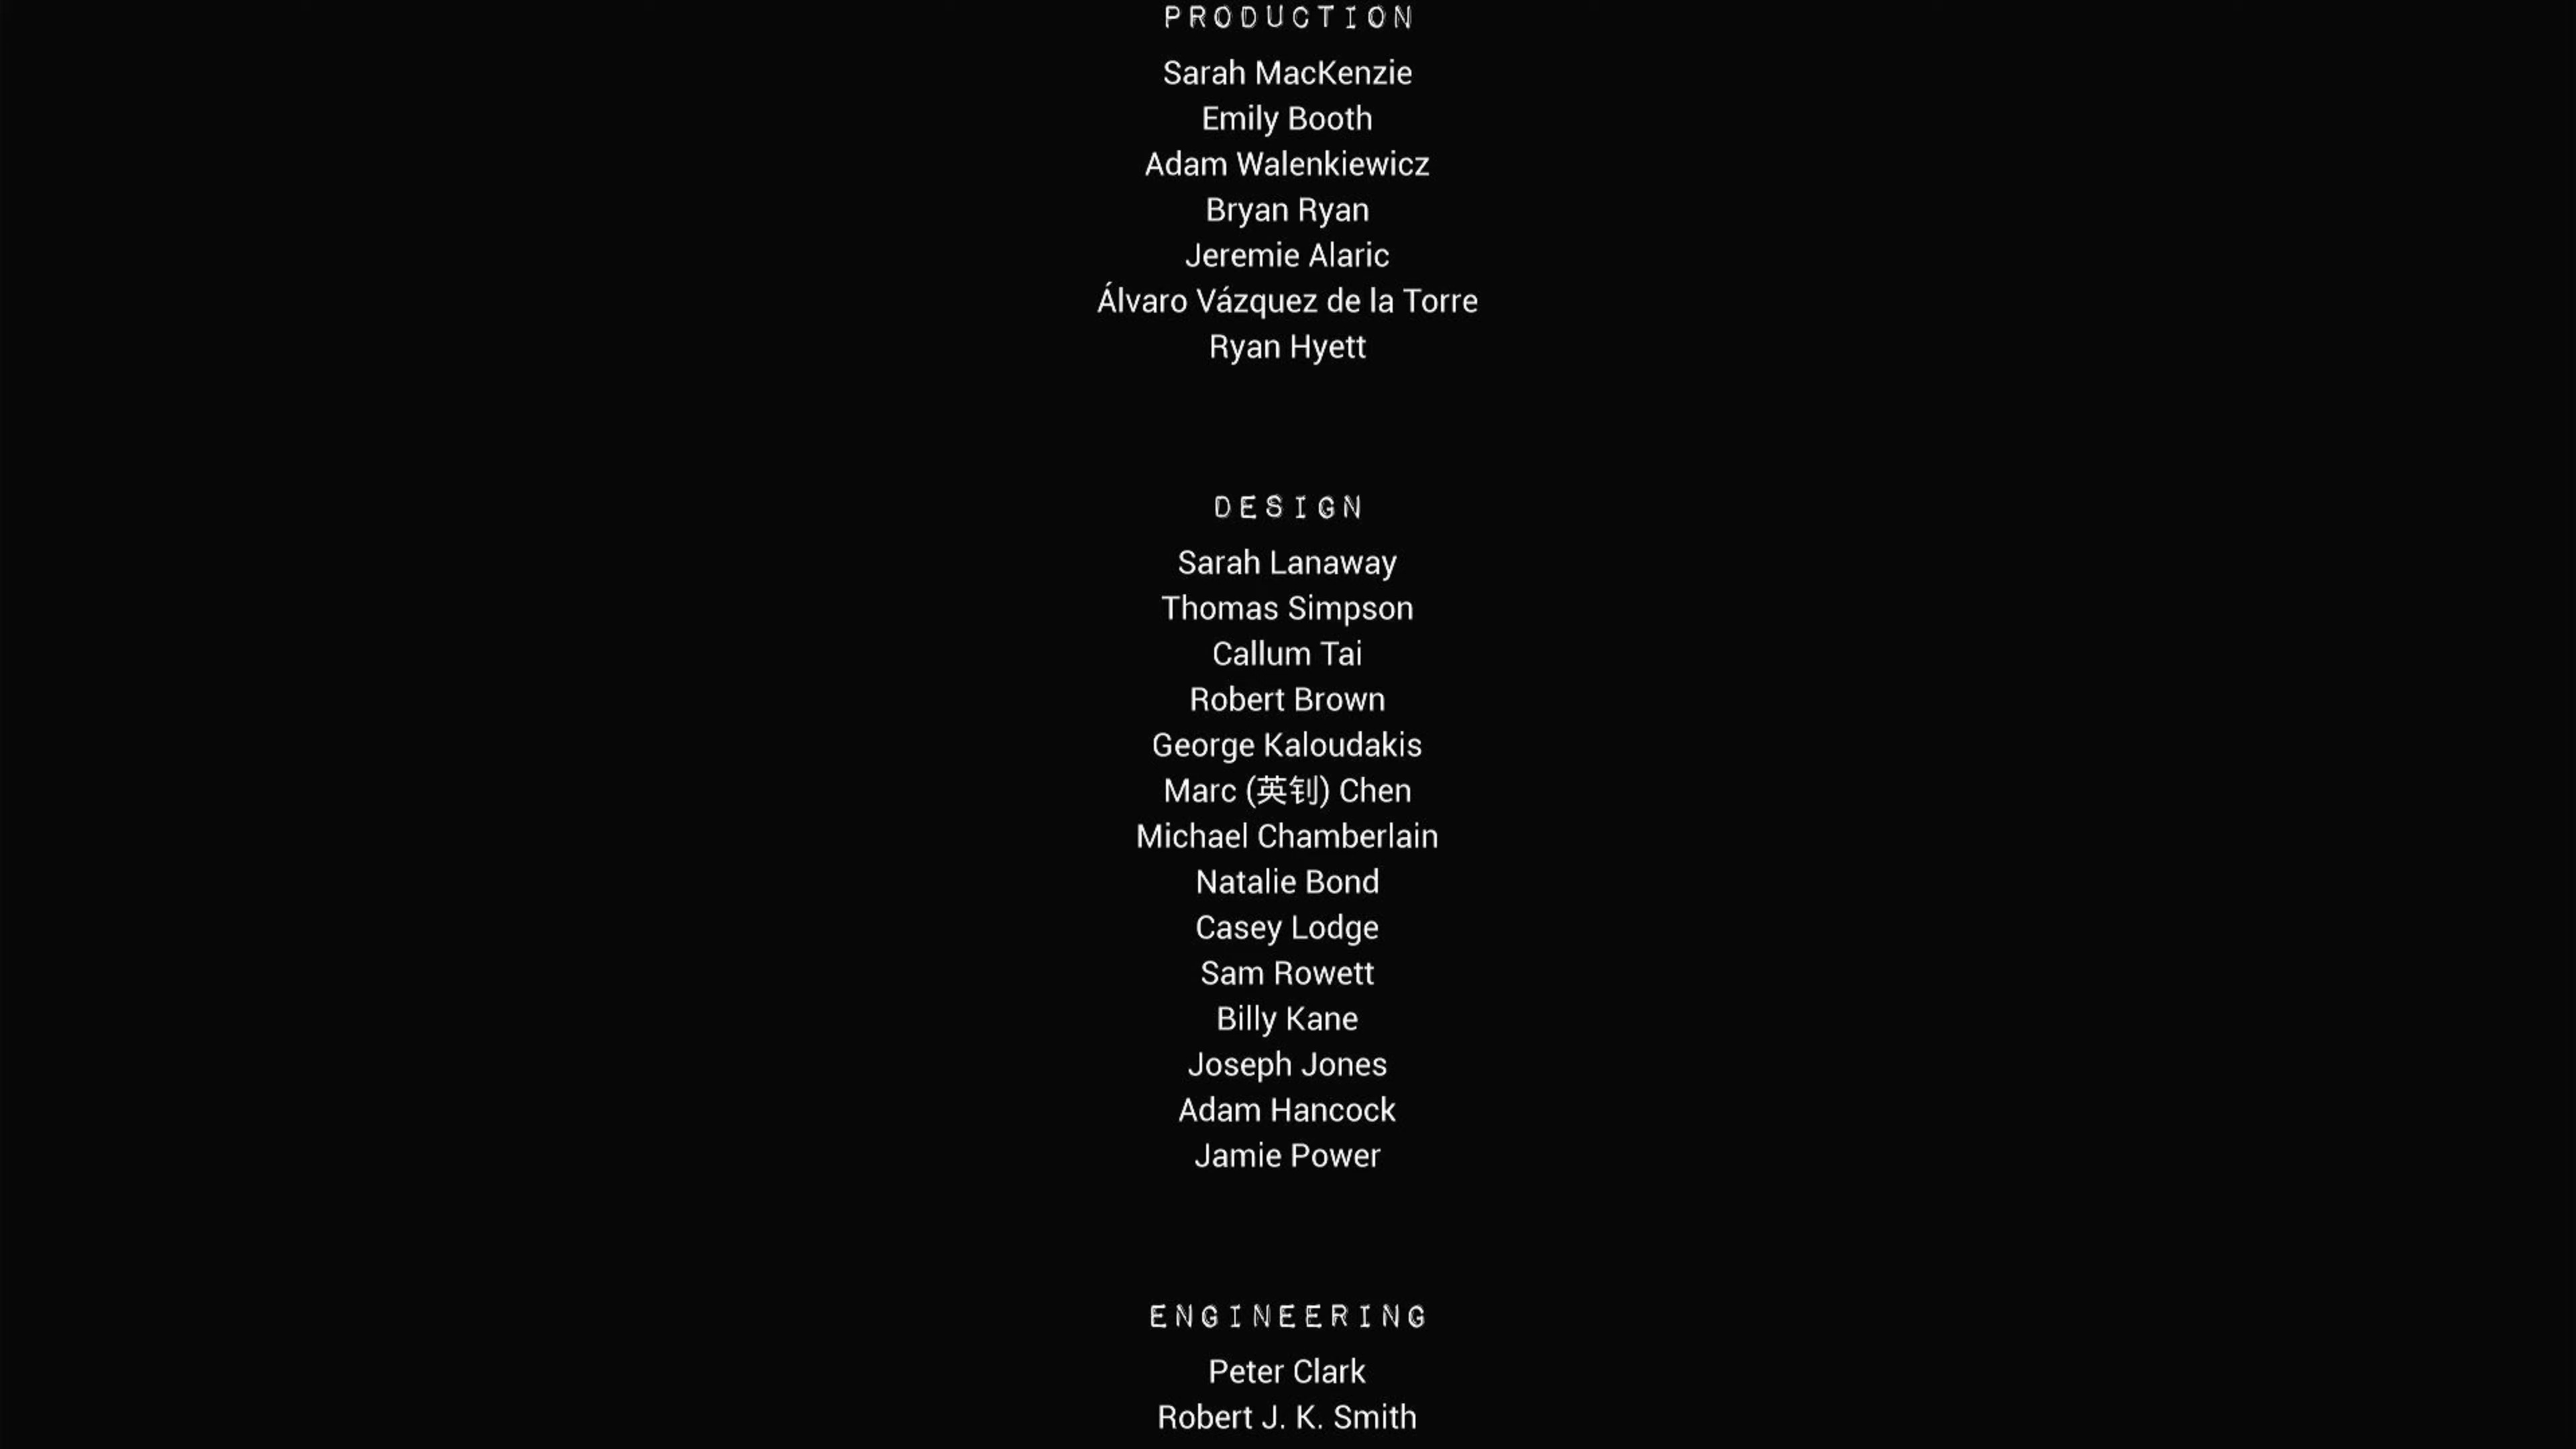 PRODUCTION
Sarah MacKenzie
Emily Booth
Adam Walenkiewicz
Bryan Ryan
Jeremie Alaric
Álvaro Vázquez de la Torre
Ryan Hyett
DESIGN
Sarah Lanaway
Thomas Simpson
Callum Tai
Robert Brown
George Kaloudakis
Marc (英钊) Chen
Michael Chamberlain
Natalie Bond
Casey Lodge
Sam Rowett
Billy Kane
Joseph Jones
Adam Hancock
Jamie Power
ENGINEERING
Peter Clark
Robert J. K. Smith